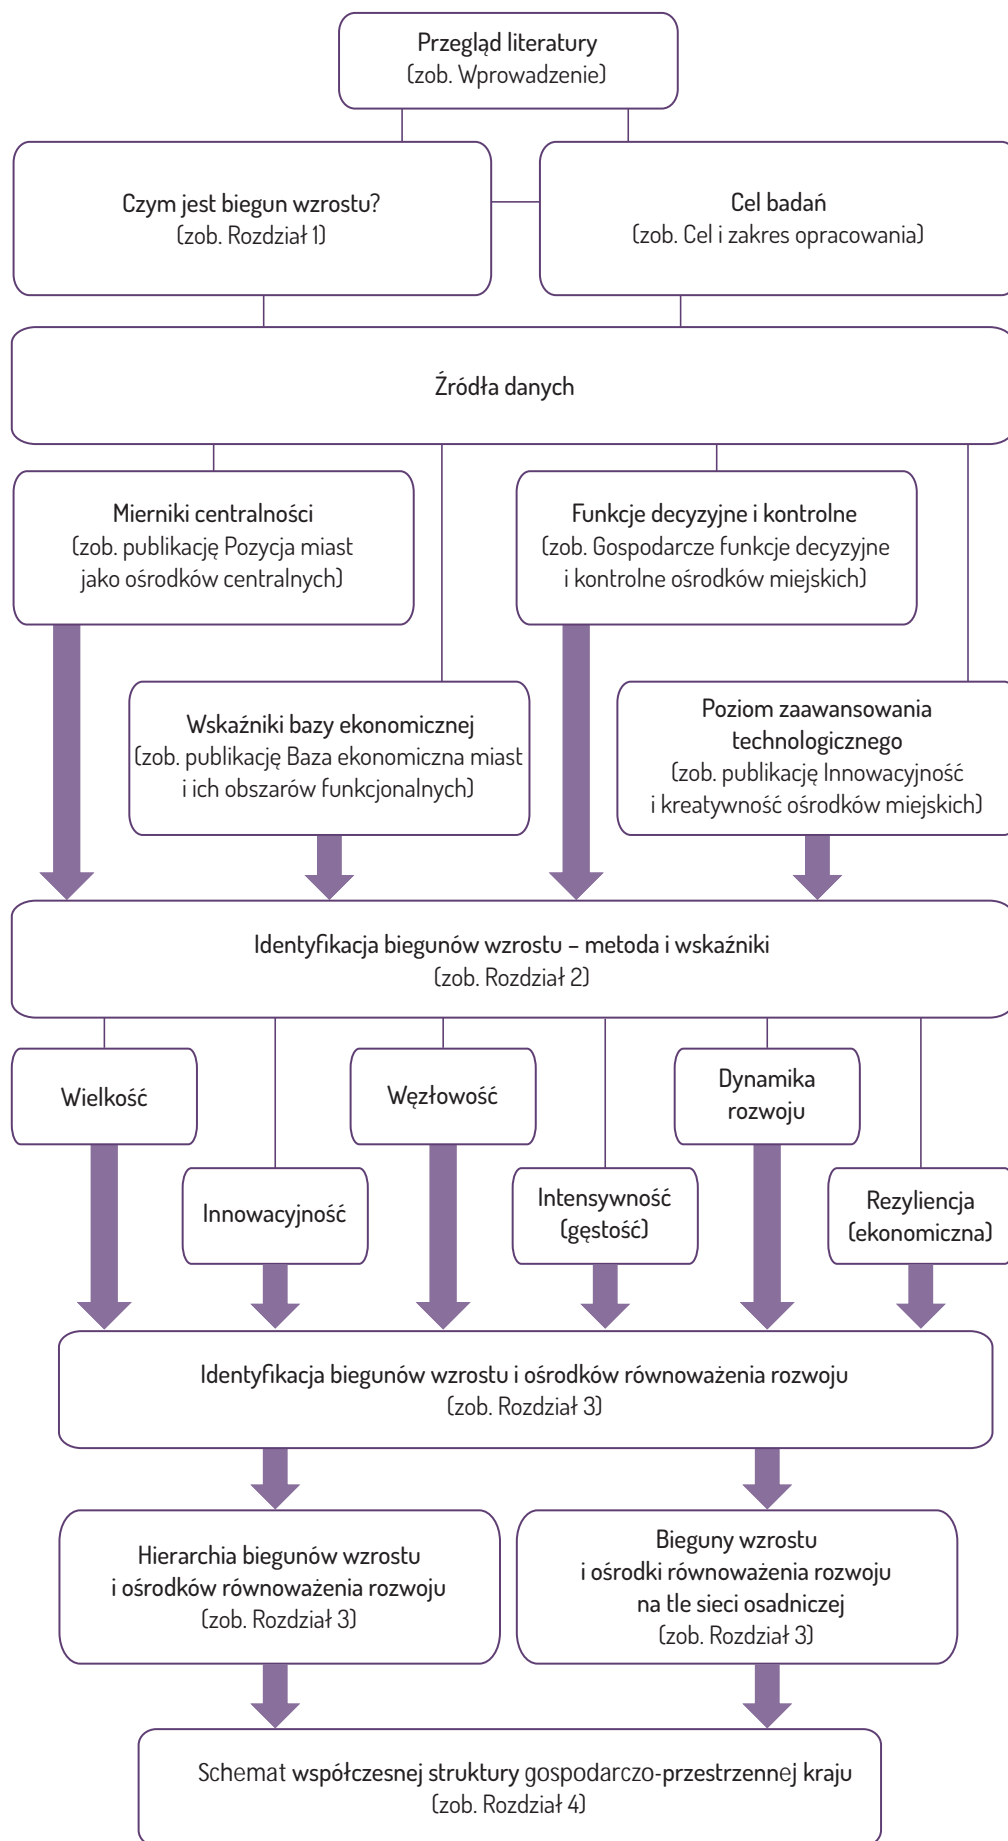 Przegląd literatury
(zob. Wprowadzenie)
Czym jest biegun wzrostu?
(zob. Rozdział 1)
Cel badań
(zob. Cel i zakres opracowania)
Źródła danych
Mierniki centralności
(zob. publikację Pozycja miast
jako ośrodków centralnych)
Funkcje decyzyjne i kontrolne
(zob. Gospodarcze funkcje decyzyjne
i kontrolne ośrodków miejskich)
Wskaźniki bazy ekonomicznej
(zob. publikację Baza ekonomiczna miast
i ich obszarów funkcjonalnych)
Poziom zaawansowania
technologicznego
(zob. publikację Innowacyjność
i kreatywność ośrodków miejskich)
Identyfikacja biegunów wzrostu – metoda i wskaźniki
(zob. Rozdział 2)
Wielkość
Węzłowość
Dynamika
rozwoju
Innowacyjność
Intensywność
(gęstość)
Rezyliencja
(ekonomiczna)
Identyfikacja biegunów wzrostu i ośrodków równoważenia rozwoju
(zob. Rozdział 3)
Hierarchia biegunów wzrostu
i ośrodków równoważenia rozwoju
(zob. Rozdział 3)
Bieguny wzrostu
i ośrodki równoważenia rozwoju
na tle sieci osadniczej
(zob. Rozdział 3)
Schemat współczesnej struktury gospodarczo-przestrzennej kraju
(zob. Rozdział 4)